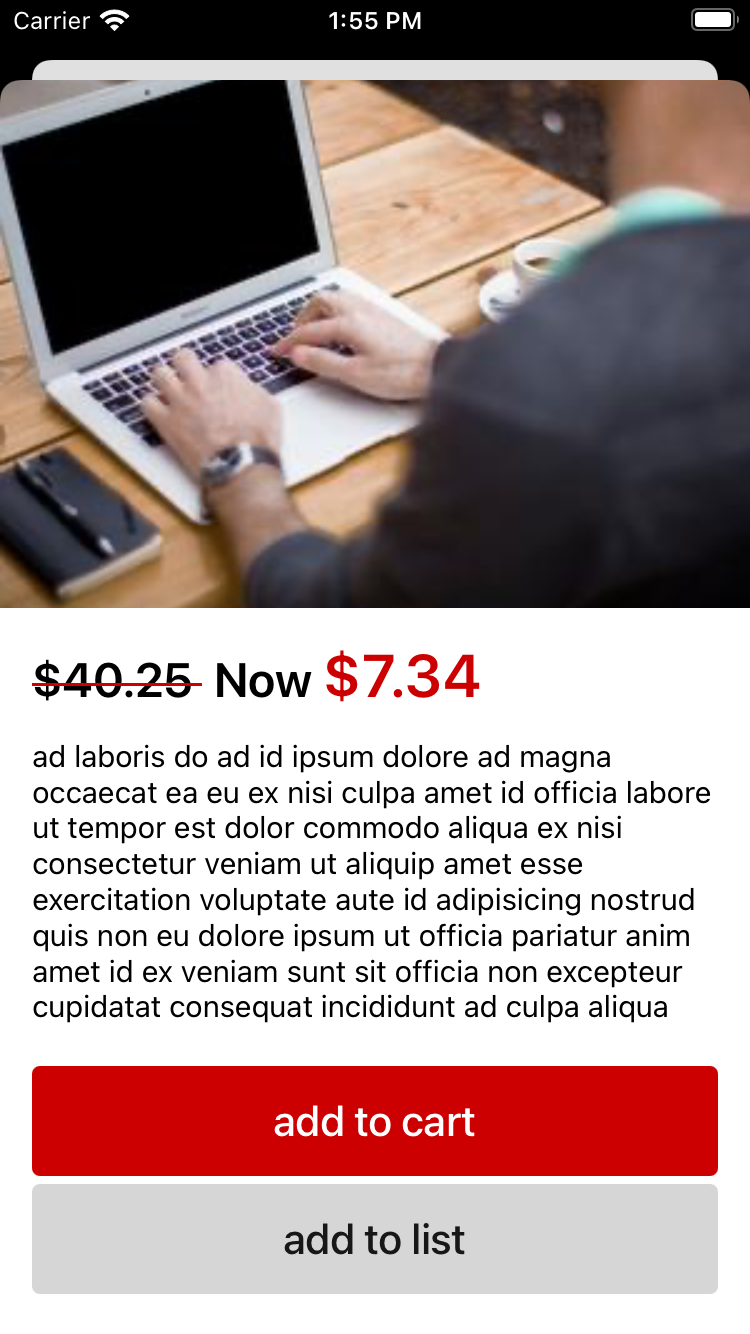 Carrier 1:55 PM
$40.25 Now $7.34
ad laboris do ad id ipsum dolore ad magna
occaecat ea eu ex nisi culpa amet id officia labore
ut tempor est dolor commodo aliqua ex nisi
consectetur veniam ut aliquip amet esse
exercitation voluptate aute id adipisicing nostrud
quis non eu dolore ipsum ut officia pariatur anim
amet id ex veniam sunt sit officia non excepteur
cupidatat consequat incididunt ad culpa aliqua
add to cart
add to list